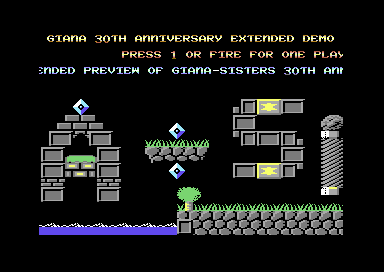 GIANA 30TH ANNIVERSARY EXTENDED DEMO
PRESS 1 OR FIRE FOR ONE PLAY
ENDED PREVIEW OF GIANA-SISTERS 30TH ANN